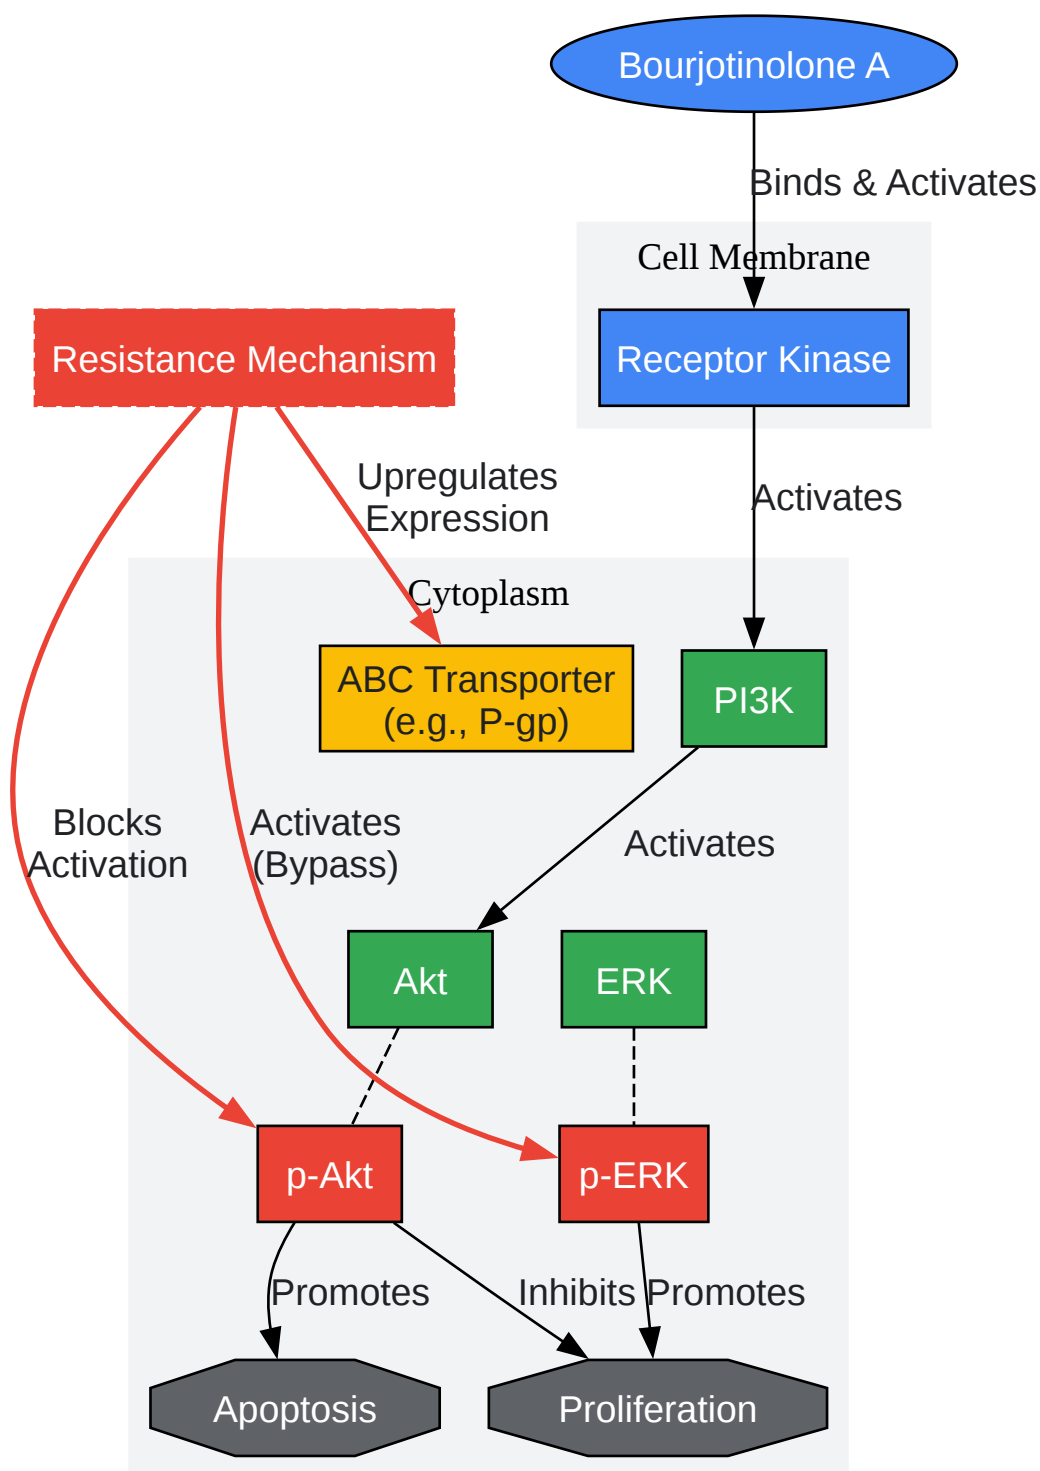 Bourjotinolone A
Binds & Activates
Cell Membrane
Resistance Mechanism
Receptor Kinase
Upregulates
Expression
Activates
Cytoplasm
ABC Transporter
(e.g., P-gp)
PI3K
Blocks
Activation
Activates
(Bypass)
Activates
Akt
ERK
p-Akt
p-ERK
Promotes
Inhibits
Promotes
Apoptosis
Proliferation